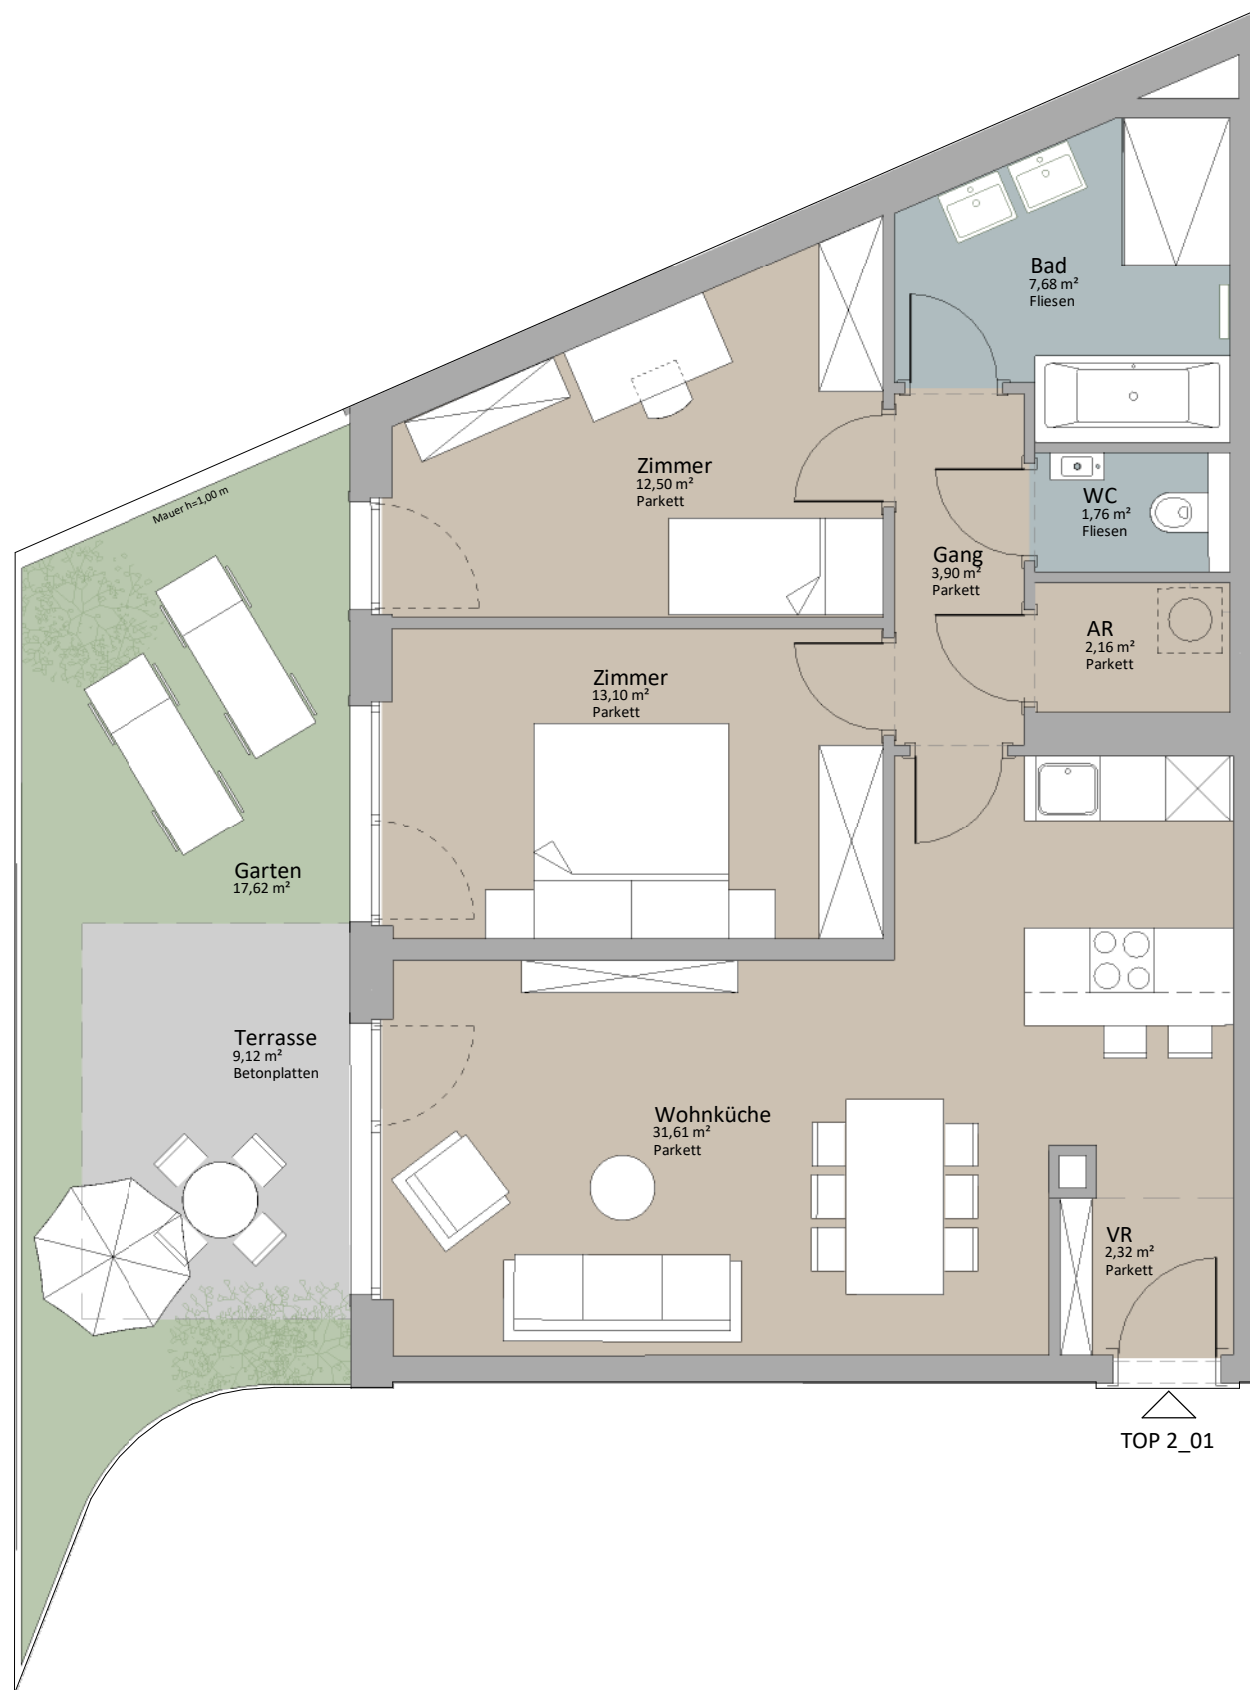 Bad
7,68 m²
Fliesen
Zimmer
12,50 m²
Parkett
Mauer h=1,00 m
WC
1,76 m²
Fliesen
Gang
3,90 m²
Parkett
AR
2,16 m²
Parkett
Zimmer
13,10 m²
Parkett
Garten
17,62 m²
Terrasse
9,12 m²
Betonplatten
Wohnküche
31,61 m²
Parkett
VR
2,32 m²
Parkett
TOP 2_01